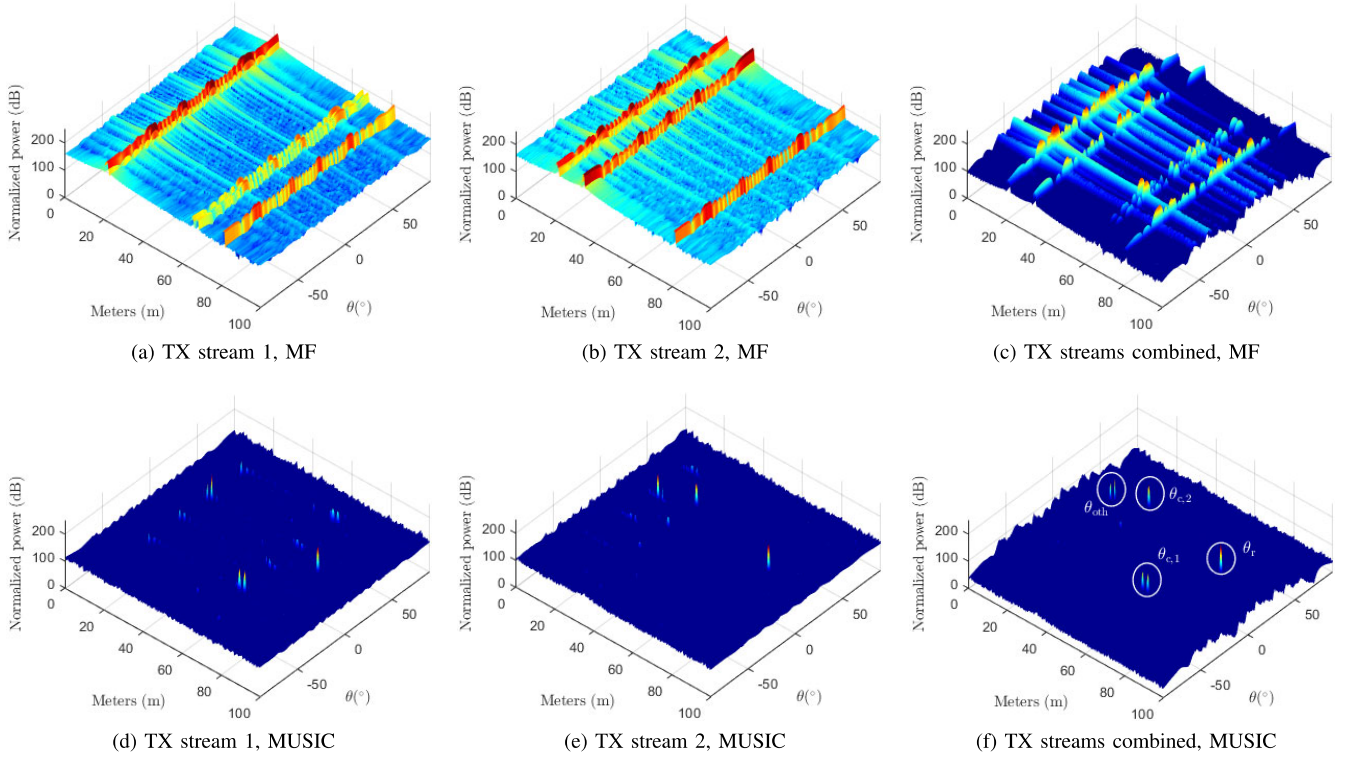 Normalized power (dB)
200
100
0
0
20
40
60
80
100
Meters (m)
-50
0
50
θ(°)
(a) TX stream 1, MF
Normalized power (dB)
200
100
0
0
20
40
60
80
100
Meters (m)
-50
0
50
θ(°)
(b) TX stream 2, MF
Normalized power (dB)
200
100
0
0
20
40
60
80
100
Meters (m)
-50
0
50
θ(°)
(c) TX streams combined, MF
Normalized power (dB)
200
100
0
0
20
40
60
80
100
Meters (m)
-50
0
50
θ(°)
(d) TX stream 1, MUSIC
Normalized power (dB)
200
100
0
0
20
40
60
80
100
Meters (m)
-50
0
50
θ(°)
(e) TX stream 2, MUSIC
Normalized power (dB)
200
100
0
0
20
40
60
80
100
Meters (m)
-50
0
50
θ(°)
θoth
θc,2
θc,1
θr
(f) TX streams combined, MUSIC